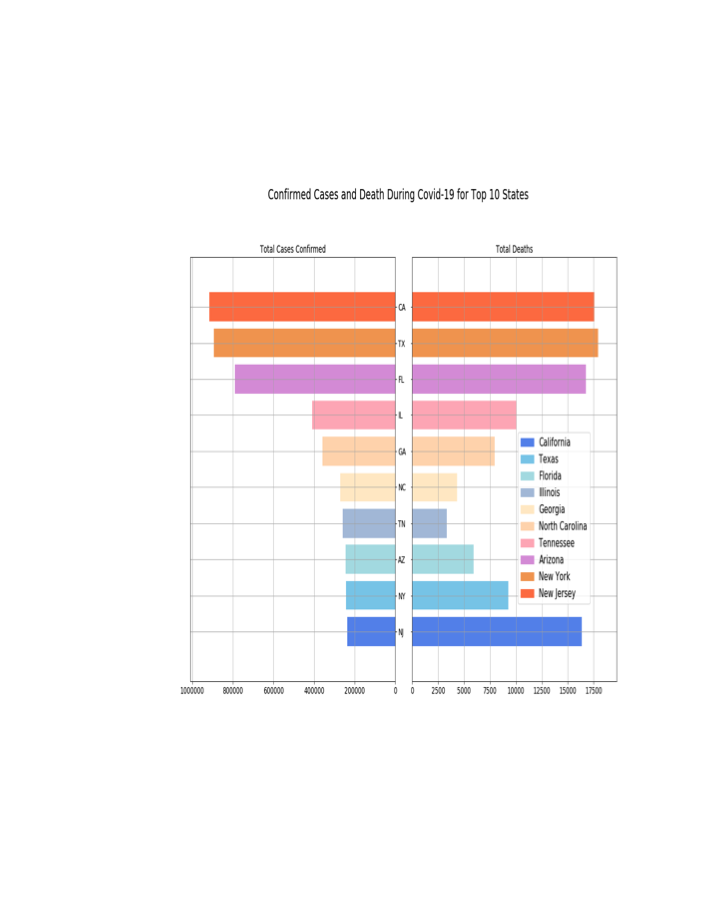 Confirmed Cases and Death During Covid-19 for Top 10 States
Total Cases Confirmed
Total Deaths
CA
TX
FL
IL
GA
NC
TN
AZ
NY
NJ
California
Texas
Florida
Illinois
Georgia
North Carolina
Tennessee
Arizona
New York
New Jersey
1000000 800000 600000 400000 200000 0
0 2500 5000 7500 10000 12500 15000 17500